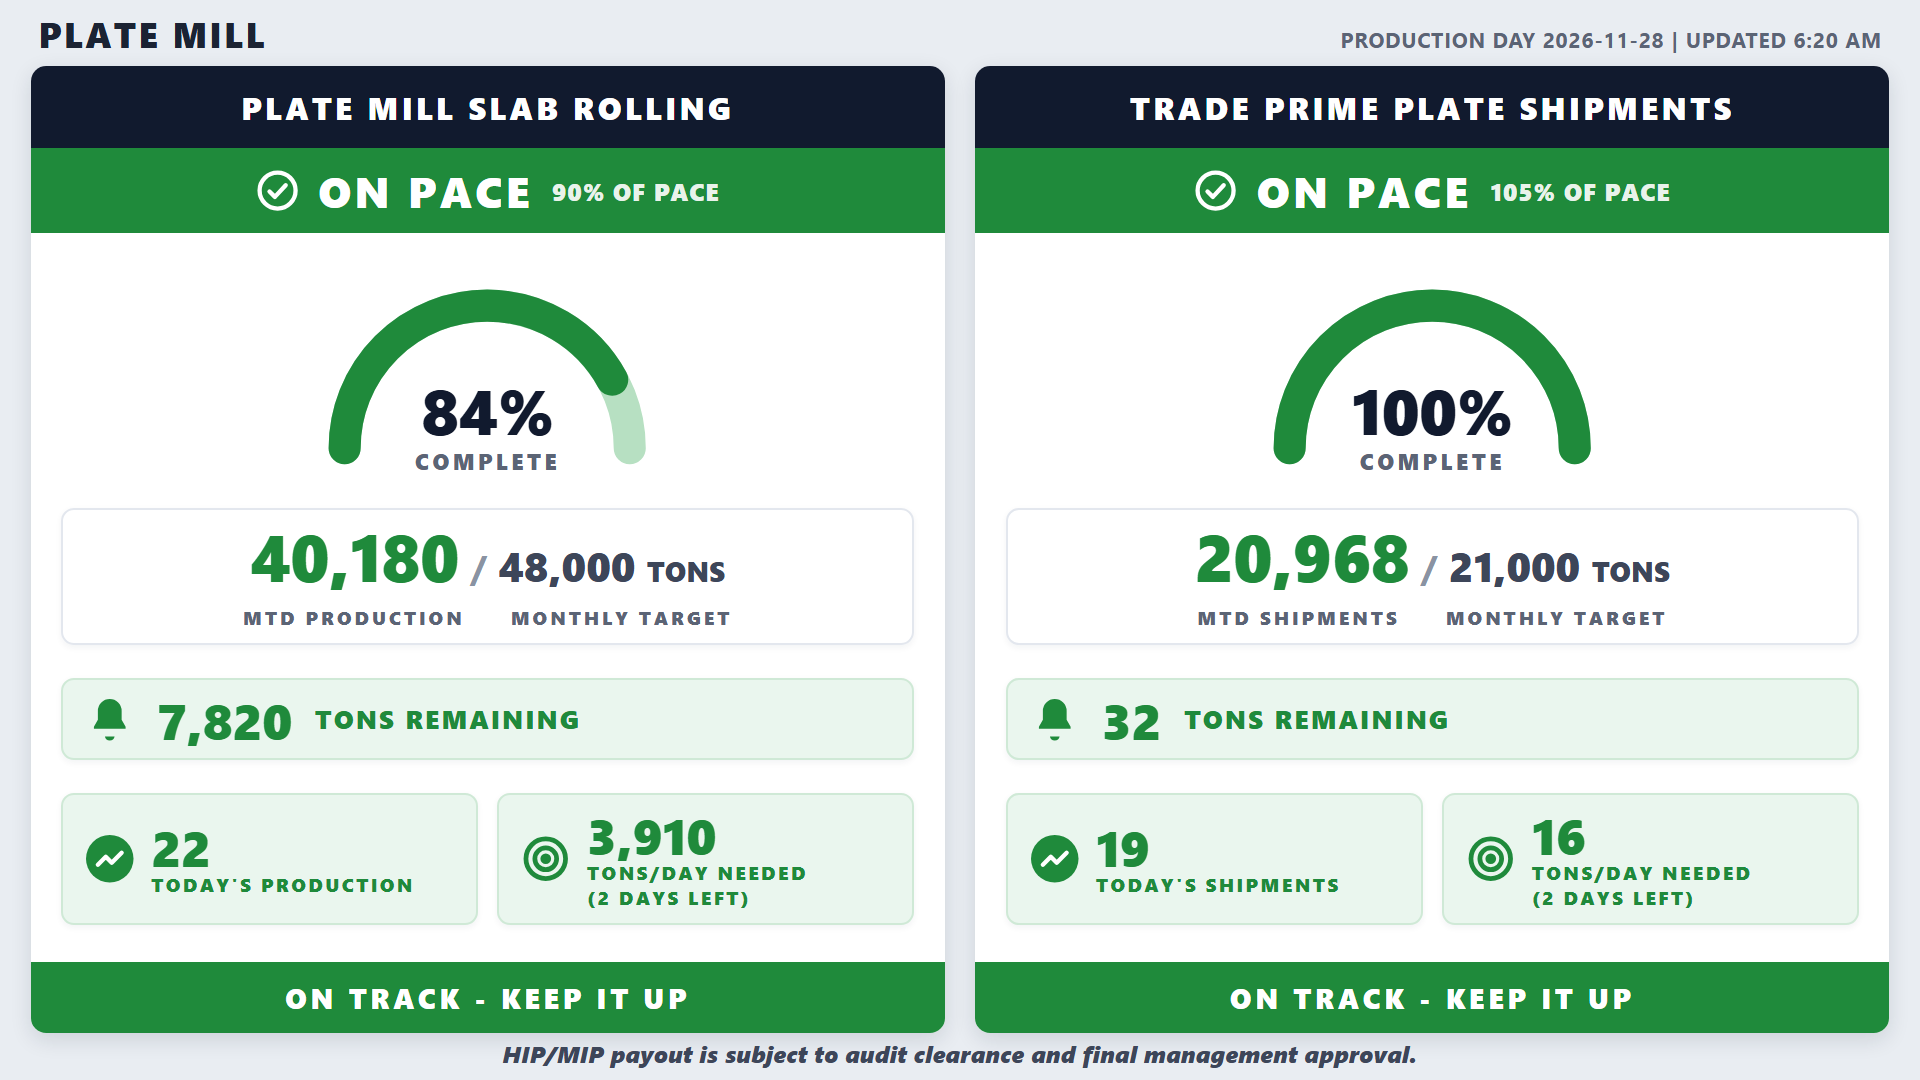 PLATE MILL
PRODUCTION DAY 2026-11-28 | UPDATED 6:20 AM
PLATE MILL SLAB ROLLING
ON PACE 90% OF PACE
84%
COMPLETE
40,180 / 48,000 TONS
MTD PRODUCTION MONTHLY TARGET
7,820 TONS REMAINING
22
TODAY'S PRODUCTION
3,910
TONS/DAY NEEDED
(2 DAYS LEFT)
ON TRACK - KEEP IT UP
TRADE PRIME PLATE SHIPMENTS
ON PACE 105% OF PACE
100%
COMPLETE
20,968 / 21,000 TONS
MTD SHIPMENTS MONTHLY TARGET
32 TONS REMAINING
19
TODAY'S SHIPMENTS
16
TONS/DAY NEEDED
(2 DAYS LEFT)
ON TRACK - KEEP IT UP
HIP/MIP payout is subject to audit clearance and final management approval.